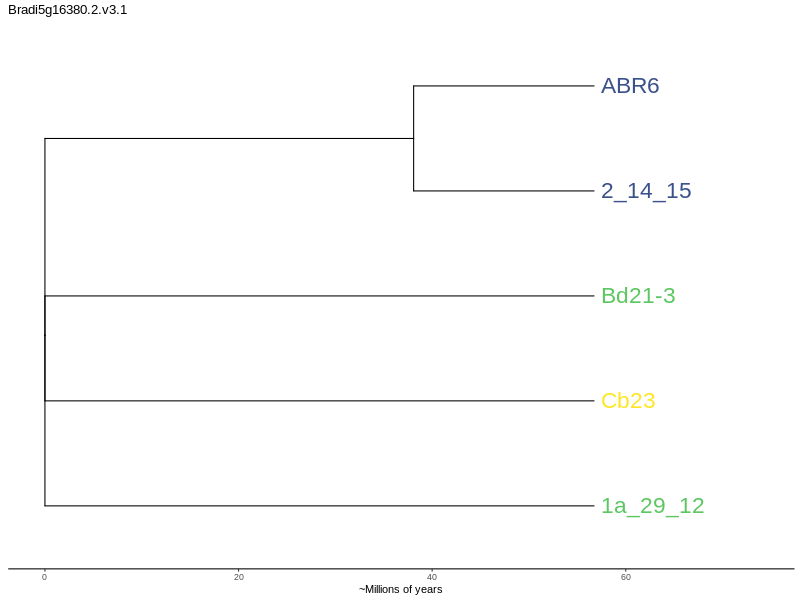 Bradi5g16380.2.v3.1
ABR6
2_14_15
Bd21-3
Cb23
1a_29_12
0 20 40 60
~Millions of years